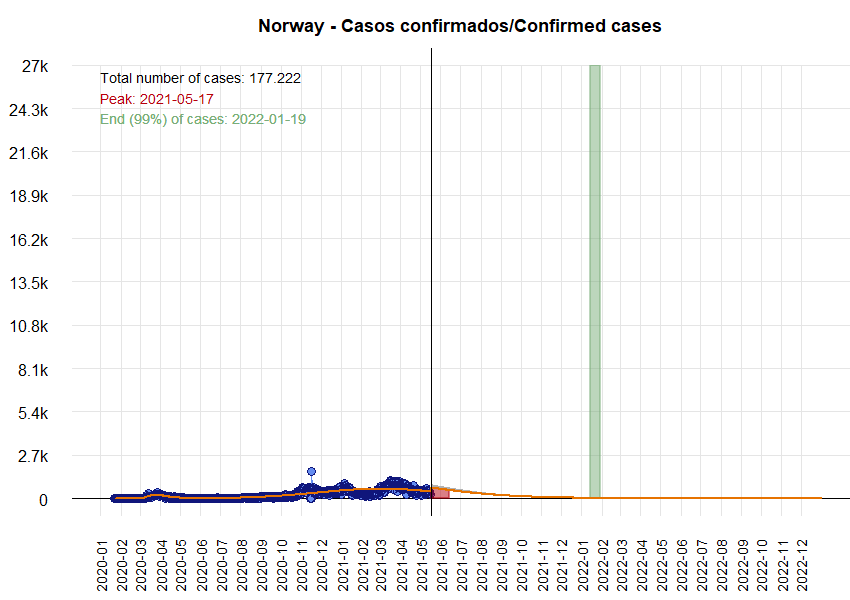 Norway - Casos confirmados/Confirmed cases
27k
Total number of cases: 177.222
Peak: 2021-05-17
24.3k
End (99%) of cases: 2022-01-19
21.6k
18.9k
16.2k
13.5k
10.8k
8.1k
5.4k
2.7k
0
2020-01
2020-02
2020-03
2020-04
2020-05
2020-06
2020-07
2020-08
2020-09
2020-10
2020-11
2020-12
2021-01
2021-02
2021-03
2021-04
2021-05
2021-06
2021-07
2021-08
2021-09
2021-10
2021-11
2021-12
2022-01
2022-02
2022-03
2022-04
2022-05
2022-06
2022-07
2022-08
2022-09
2022-10
2022-11
2022-12